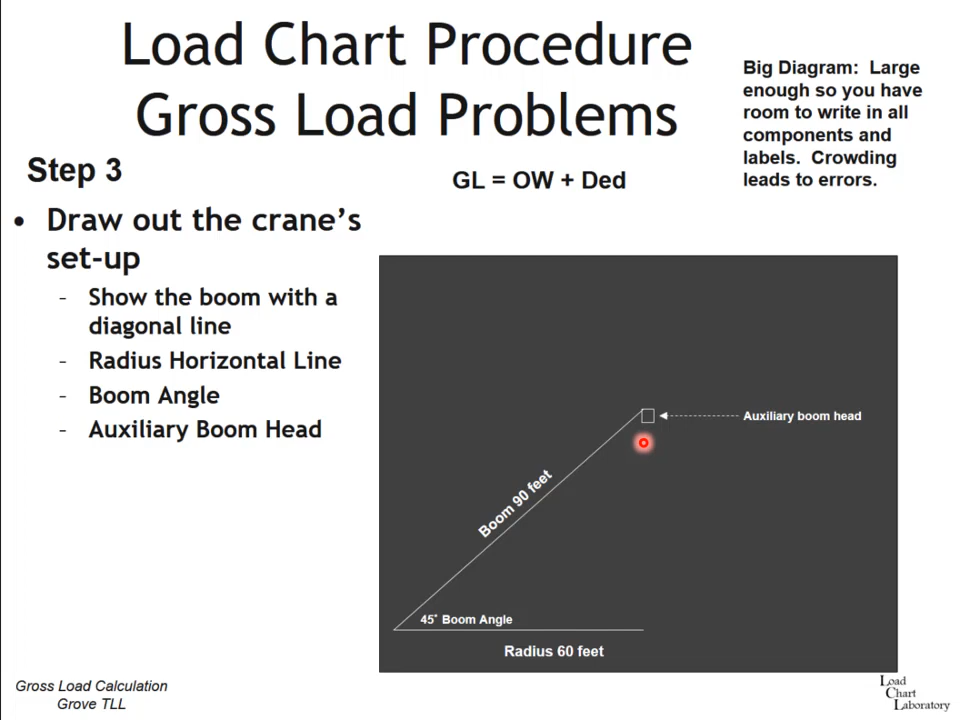 Load Chart Procedure
Gross Load Problems
Big Diagram: Large
enough so you have
room to write in all
components and
labels. Crowding
leads to errors.
Step 3
GL = OW + Ded
• Draw out the crane’s
set-up
- Show the boom with a
diagonal line
- Radius Horizontal Line
- Boom Angle
- Auxiliary Boom Head
Auxiliary boom head
Boom 90 feet
45° Boom Angle
Radius 60 feet
Gross Load Calculation
Grove TLL
Load
Chart
Laboratory